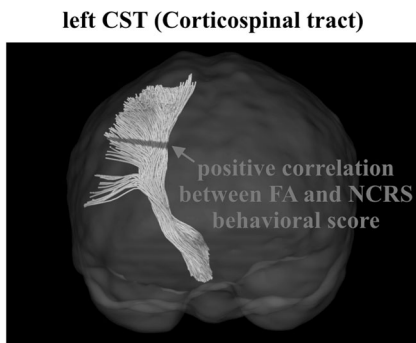 left CST (Corticospinal tract)
positive correlation
between FA and NCRS
behavioral score